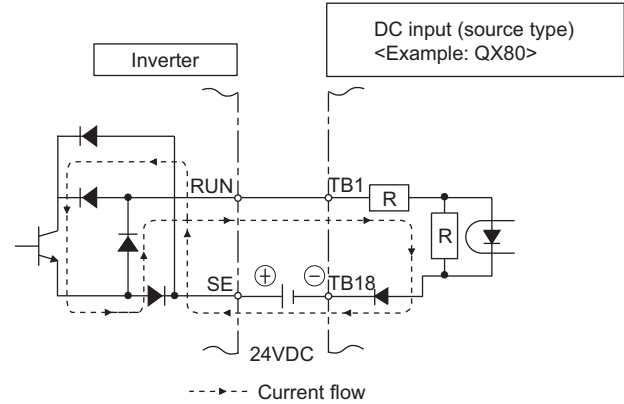 DC input (source type)
<Example: QX80>
Inverter
RUN
TB1
R
R
SE
+
−
TB18
24VDC
Current flow